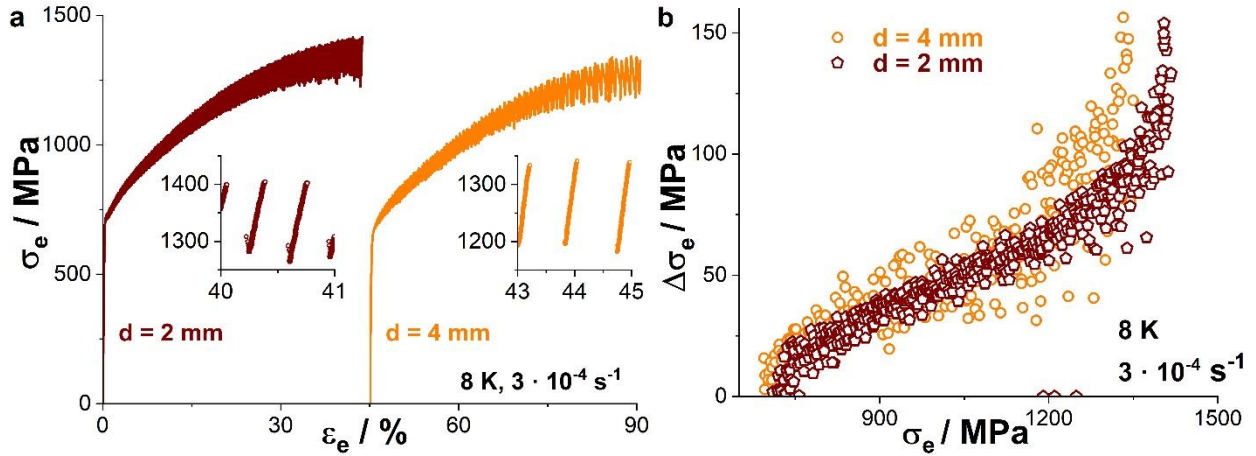 a
1500
1000
500
0
σe / MPa
0
30
60
90
εe / %
1400
1300
40
41
1300
1200
43
44
45
d = 2 mm
d = 4 mm
8 K, 3 · 10-4 s-1
b
150
100
50
0
Δσe / MPa
900
1200
1500
σe / MPa
d = 4 mm
d = 2 mm
8 K
3 · 10-4 s-1